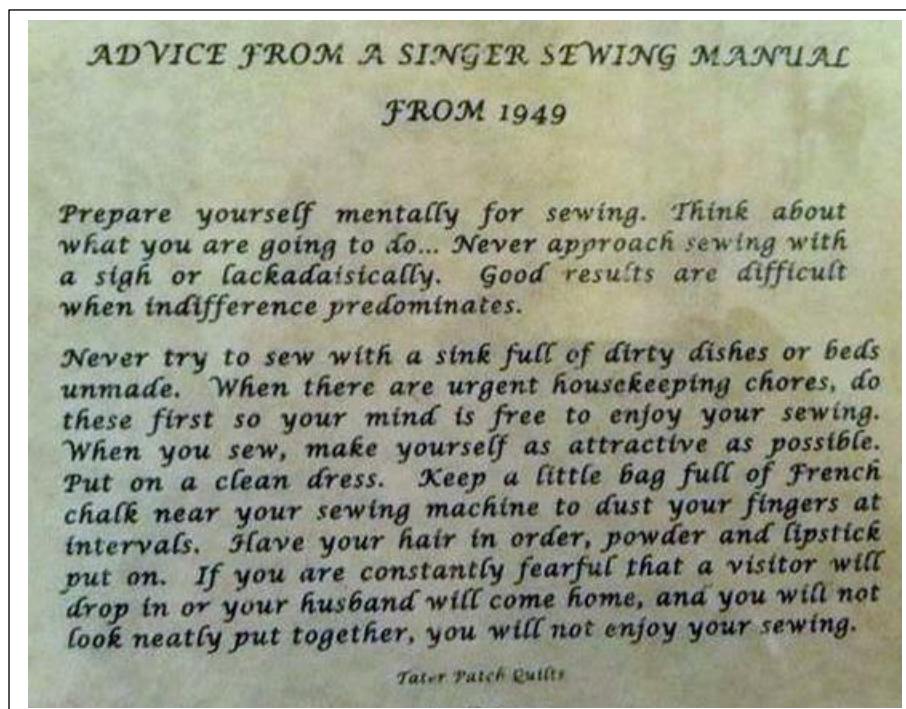 ADVICE FROM A SINGER SEWING MANUAL
FROM 1949
Prepare yourself mentally for sewing. Think about
what you are going to do... Never approach sewing with
a sigh or lackadaisically. Good results are difficult
when indifference predominates.
Never try to sew with a sink full of dirty dishes or beds
unmade. When there are urgent housekeeping chores, do
these first so your mind is free to enjoy your sewing.
When you sew, make yourself as attractive as possible.
Put on a clean dress. Keep a little bag full of French
chalk near your sewing machine to dust your fingers at
intervals. Have your hair in order, powder and lipstick
put on. If you are constantly fearful that a visitor will
drop in or your husband will come home, and you will not
look neatly put together, you will not enjoy your sewing.
Tater Patch Quilts